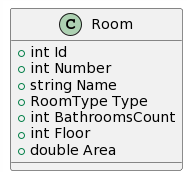 C Room
int Id
int Number
string Name
RoomType Type
int BathroomsCount
int Floor
double Area